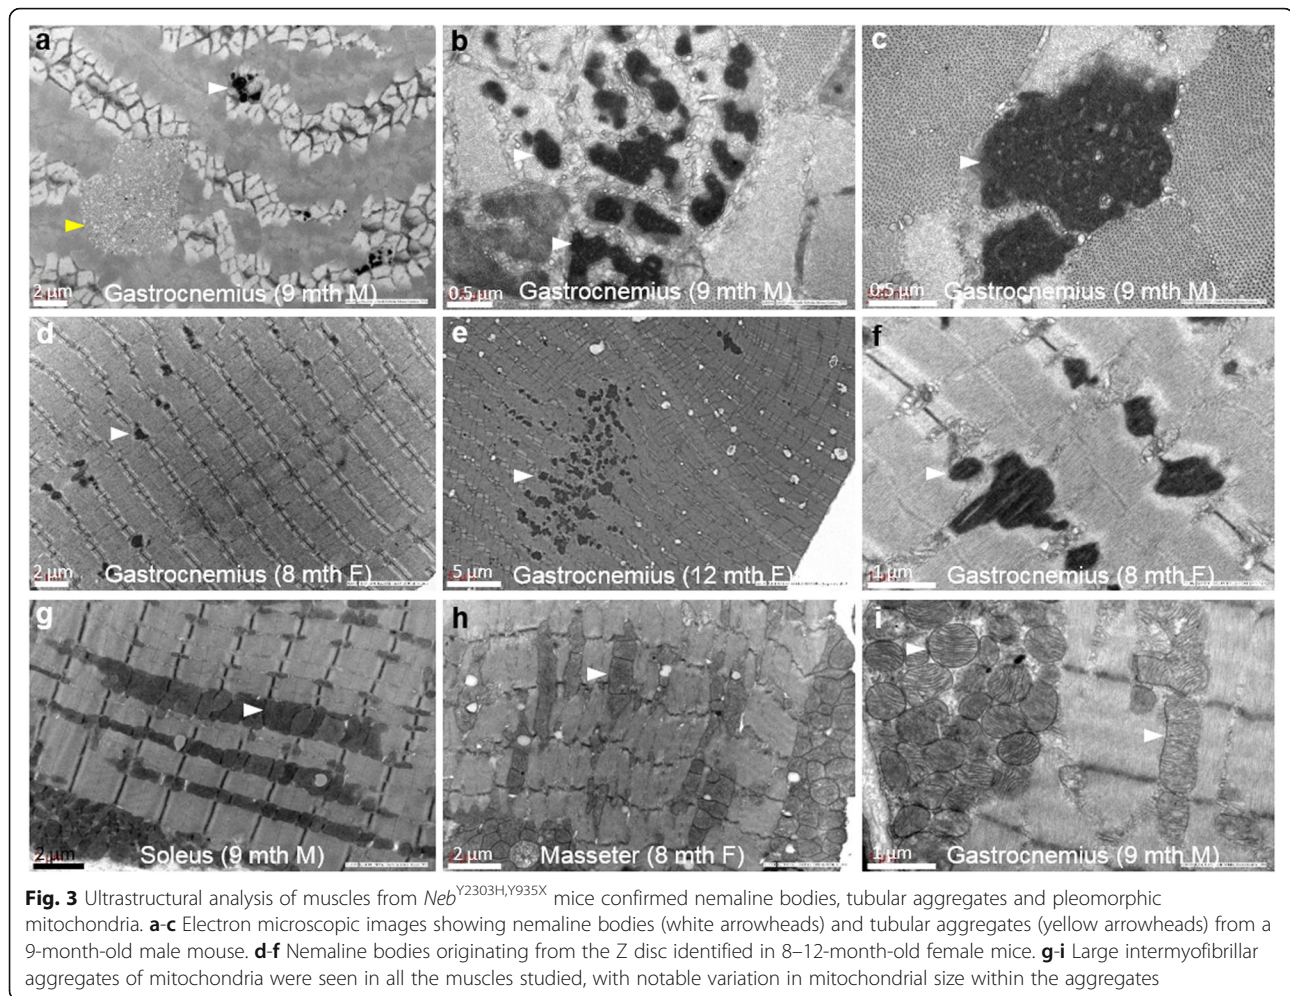 a
b
c
2 µm
Gastrocnemius (9 mth M)
0.5 µm
Gastrocnemius (9 mth M)
0.5 µm
Gastrocnemius (9 mth M)
d
e
f
2 µm
Gastrocnemius (8 mth F)
5 µm
Gastrocnemius (12 mth F)
1 µm
Gastrocnemius (8 mth F)
g
h
i
2 µm
Soleus (9 mth M)
2 µm
Masseter (8 mth F)
1 µm
Gastrocnemius (9 mth M)
Fig. 3 Ultrastructural analysis of muscles from Neb^Y2303H,Y935X mice confirmed nemaline bodies, tubular aggregates and pleomorphic
mitochondria. a-c Electron microscopic images showing nemaline bodies (white arrowheads) and tubular aggregates (yellow arrowheads) from a
9-month-old male mouse. d-f Nemaline bodies originating from the Z disc identified in 8–12-month-old female mice. g-i Large intermyofibrillar
aggregates of mitochondria were seen in all the muscles studied, with notable variation in mitochondrial size within the aggregates